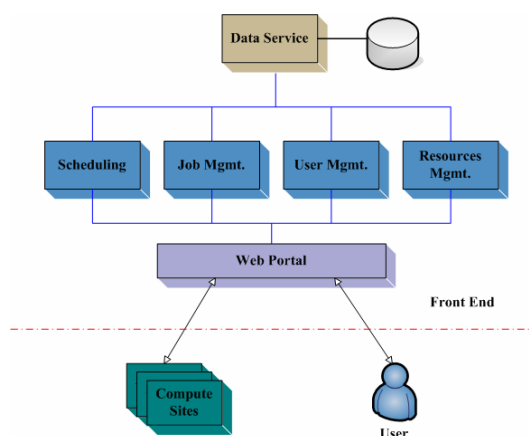 Data Service
Scheduling
Job Mgmt.
User Mgmt.
Resources
Mgmt.
Web Portal
Front End
Compute
Sites
User